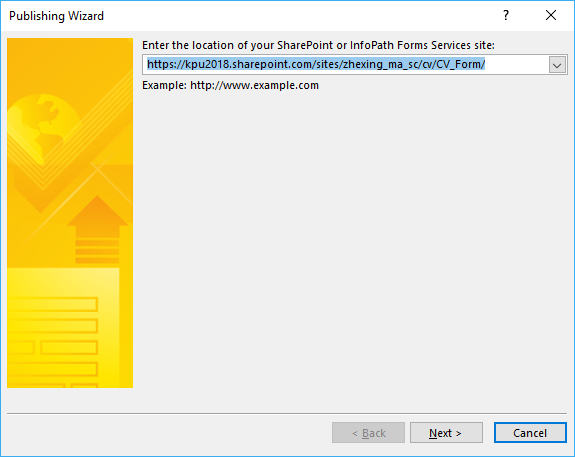 Publishing Wizard
?
Enter the location of your SharePoint or InfoPath Forms Services site:
https://kpu2018.sharepoint.com/sites/zhexing_ma_sc/cv/CV_Form/
Example: http://www.example.com
< Back
Next >
Cancel